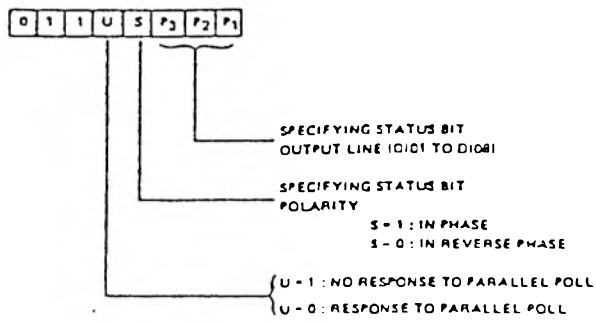 0 1 1 U S P3 P2 P1
SPECIFYING STATUS BIT
OUTPUT LINE (DIO1 TO DIO8)
SPECIFYING STATUS BIT
POLARITY
S = 1 : IN PHASE
S = 0 : IN REVERSE PHASE
U = 1 : NO RESPONSE TO PARALLEL POLL
U = 0 : RESPONSE TO PARALLEL POLL